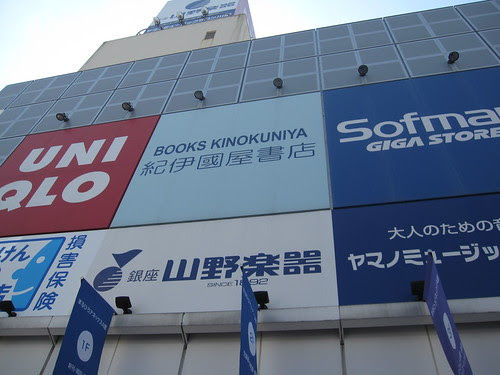 UNI
QLO
BOOKS KINOKUNIYA
紀伊國屋書店
Sofma
GIGA STORE
けん
損害保険
銀座 山野楽器
SINCE 1892
大人のための音
ヤマノミュージッ
1F